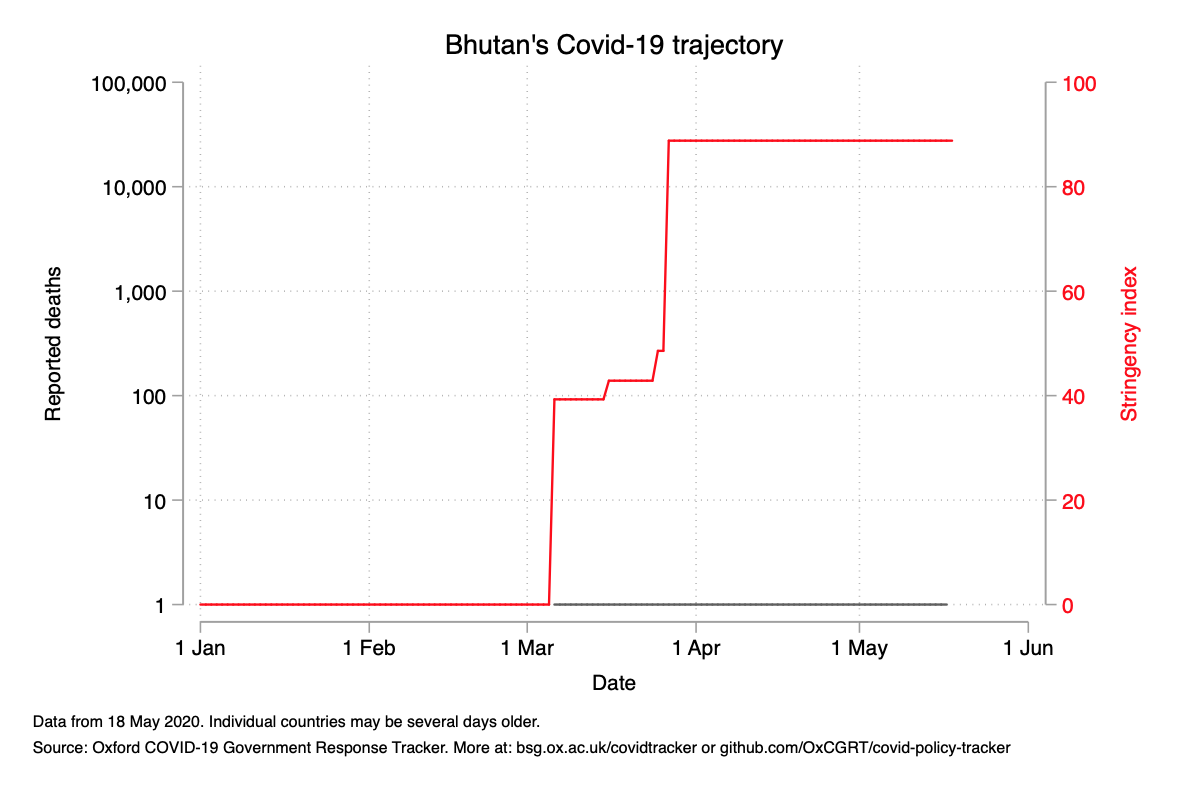 Bhutan's Covid-19 trajectory
100,000
10,000
1,000
100
10
1
Reported deaths
100
80
60
40
20
0
Stringency index
1 Jan
1 Feb
1 Mar
1 Apr
1 May
1 Jun
Date
Data from 18 May 2020. Individual countries may be several days older.
Source: Oxford COVID-19 Government Response Tracker. More at: bsg.ox.ac.uk/covidtracker or github.com/OxCGRT/covid-policy-tracker